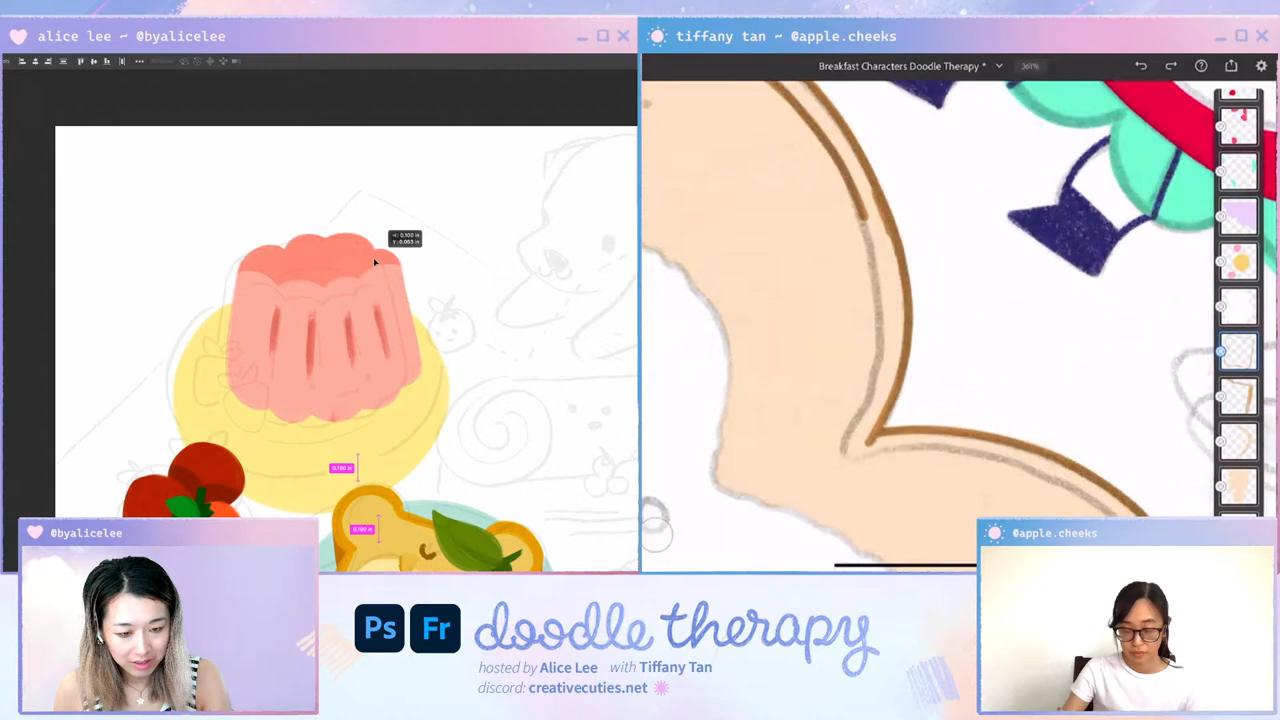 alice lee ~ @byalicelee
tiffany tan ~ @apple.cheeks
Breakfast Characters Doodle Therapy *
361%
@byalicelee
@apple.cheeks
Ps Fr
doodle therapy
hosted by Alice Lee with Tiffany Tan
discord: creativecuties.net